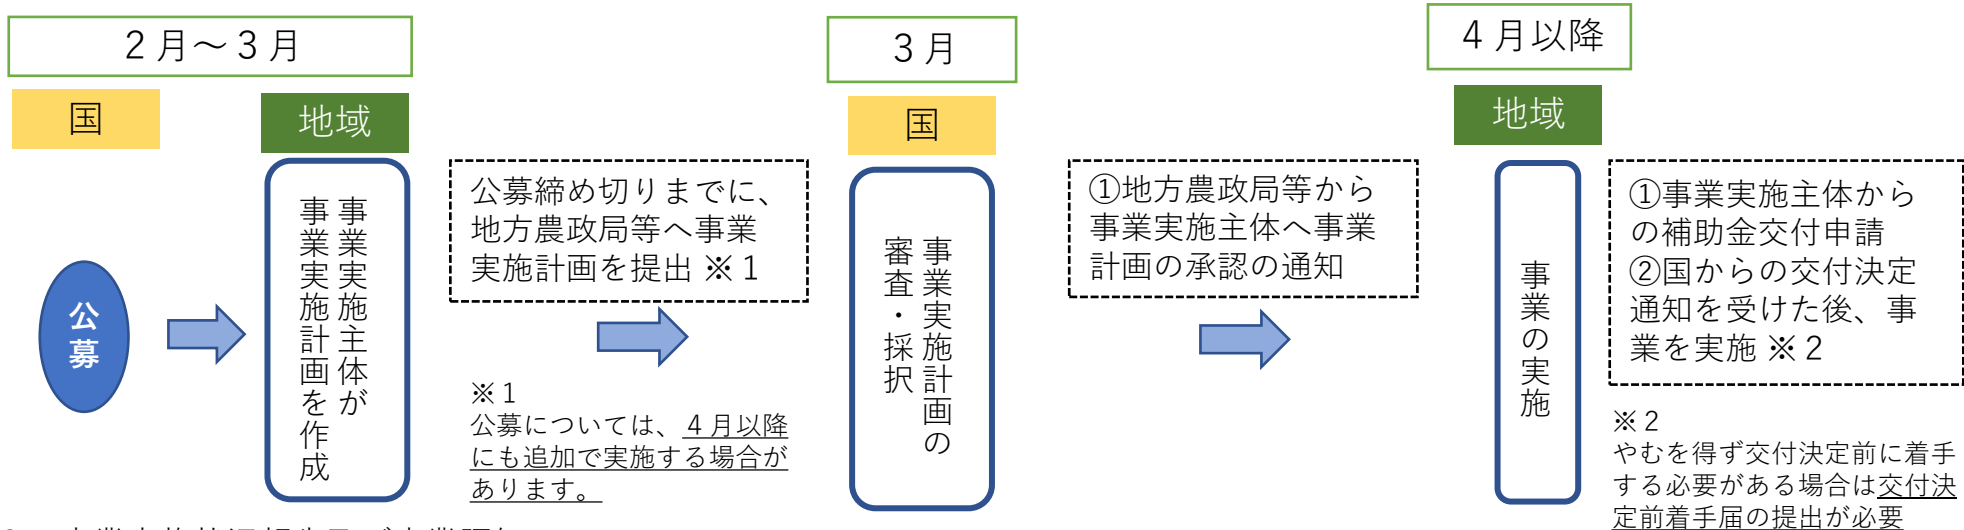 ２月～３月
国
地域
公募
事業実施主体が
事業実施計画を作成
公募締め切りまでに、
地方農政局等へ事業
実施計画を提出 ※１
※１
公募については、４月以降
にも追加で実施する場合が
あります。
３月
国
事業実施計画の
審査・採択
①地方農政局等から
事業実施主体へ事業
計画の承認の通知
４月以降
地域
事業の実施
①事業実施主体から
の補助金交付申請
②国からの交付決定
通知を受けた後、事
業を実施 ※２
※２
やむを得ず交付決定前に着手
する必要がある場合は交付決
定前着手届の提出が必要